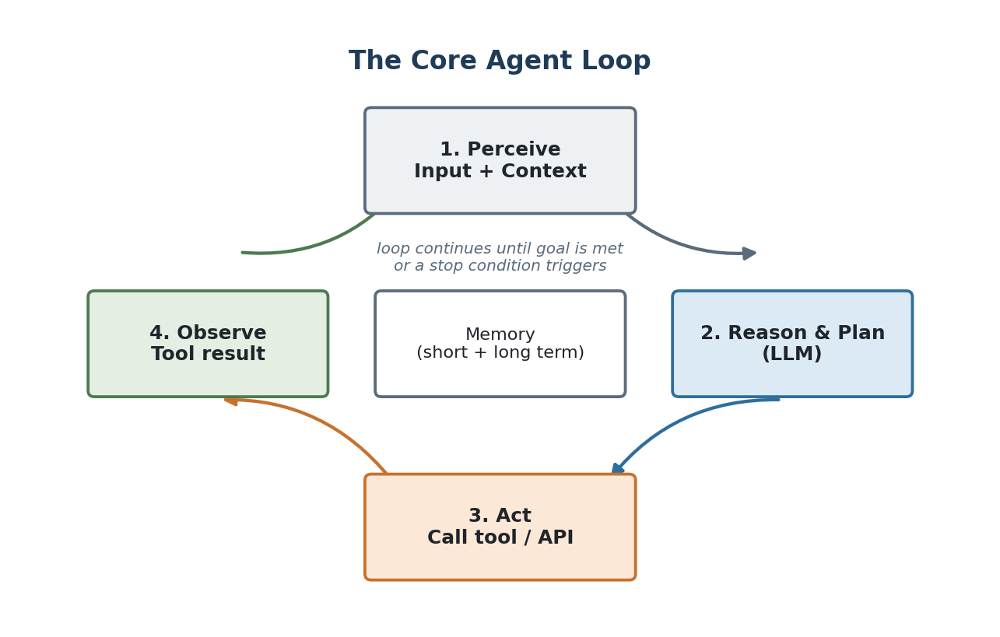 The Core Agent Loop
1. Perceive
Input + Context
loop continues until goal is met
or a stop condition triggers
4. Observe
Tool result
Memory
(short + long term)
2. Reason & Plan
(LLM)
3. Act
Call tool / API